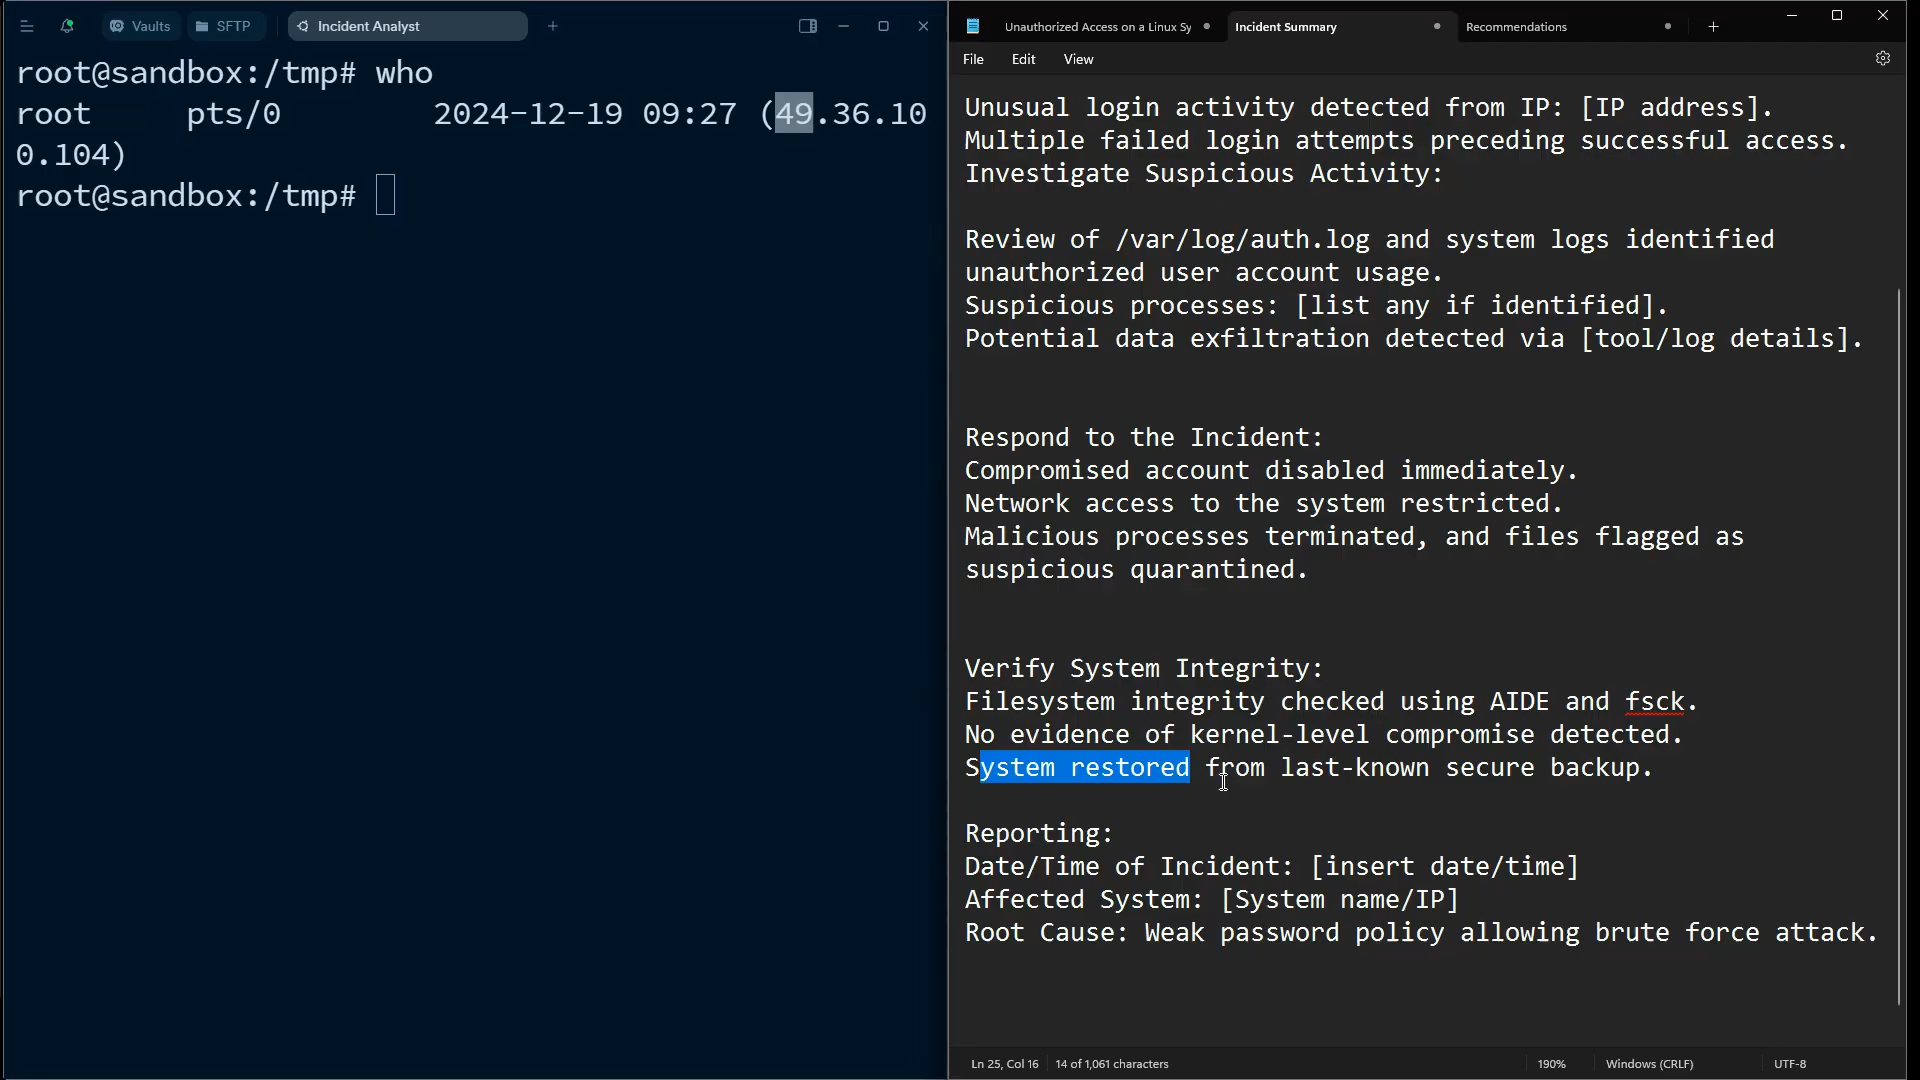 Vaults SFTP Incident Analyst
root@sandbox:/tmp# who
root pts/0 2024-12-19 09:27 (49.36.10
0.104)
root@sandbox:/tmp#
Unauthorized Access on a Linux Sy Incident Summary Recommendations
File Edit View
Unusual login activity detected from IP: [IP address].
Multiple failed login attempts preceding successful access.
Investigate Suspicious Activity:
Review of /var/log/auth.log and system logs identified
unauthorized user account usage.
Suspicious processes: [list any if identified].
Potential data exfiltration detected via [tool/log details].
Respond to the Incident:
Compromised account disabled immediately.
Network access to the system restricted.
Malicious processes terminated, and files flagged as
suspicious quarantined.
Verify System Integrity:
Filesystem integrity checked using AIDE and fsck.
No evidence of kernel-level compromise detected.
System restored from last-known secure backup.
Reporting:
Date/Time of Incident: [insert date/time]
Affected System: [System name/IP]
Root Cause: Weak password policy allowing brute force attack.
Ln 25, Col 16 14 of 1,061 characters 190% Windows (CRLF) UTF-8